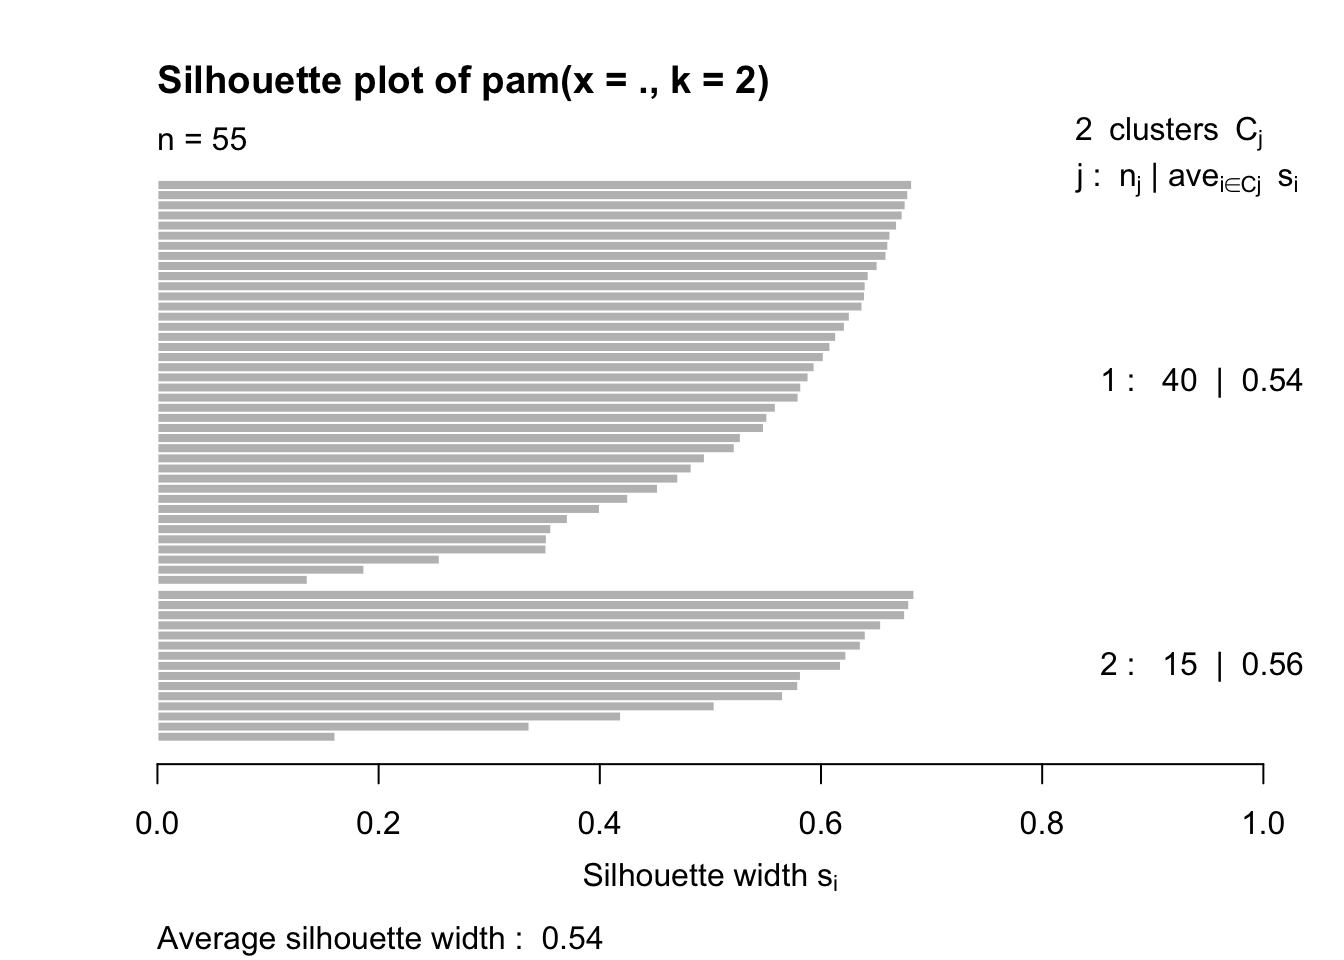 Silhouette plot of pam(x = ., k = 2)
n = 55
2 clusters Cj
j : nj | avei∈Cj si
1 : 40 | 0.54
2 : 15 | 0.56
0.0 0.2 0.4 0.6 0.8 1.0
Silhouette width si
Average silhouette width : 0.54